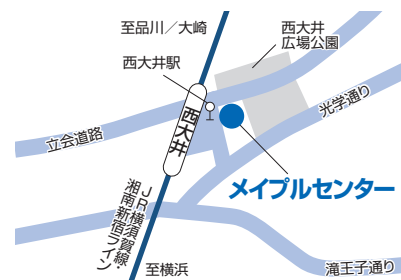 至品川／大崎
西大井駅
西大井
広場公園
光学通り
立会道路
西大井
メイプルセンター
JR横須賀線・
湘南新宿ライン
至横浜
滝王子通り